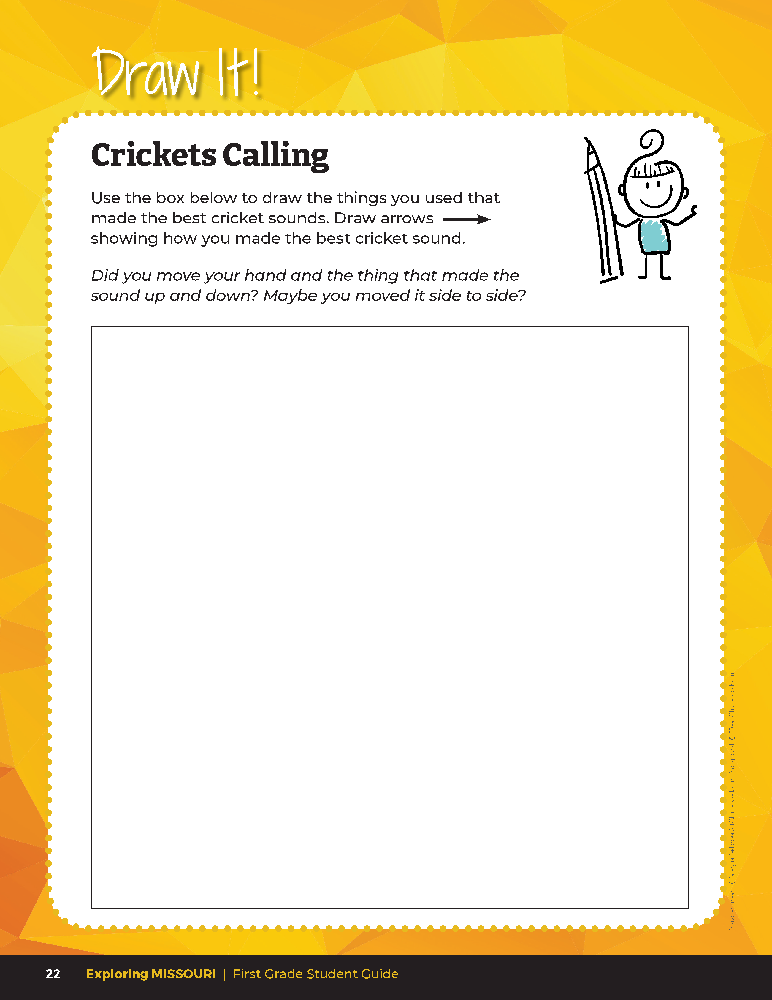 Draw It!
Crickets Calling
Use the box below to draw the things you used that
made the best cricket sounds. Draw arrows
showing how you made the best cricket sound.
Did you move your hand and the thing that made the
sound up and down? Maybe you moved it side to side?
Character Lineart: ©Kateryna Fedorova Art/Shutterstock.com; Background: ©LTDean/Shutterstock.com
22 Exploring MISSOURI | First Grade Student Guide